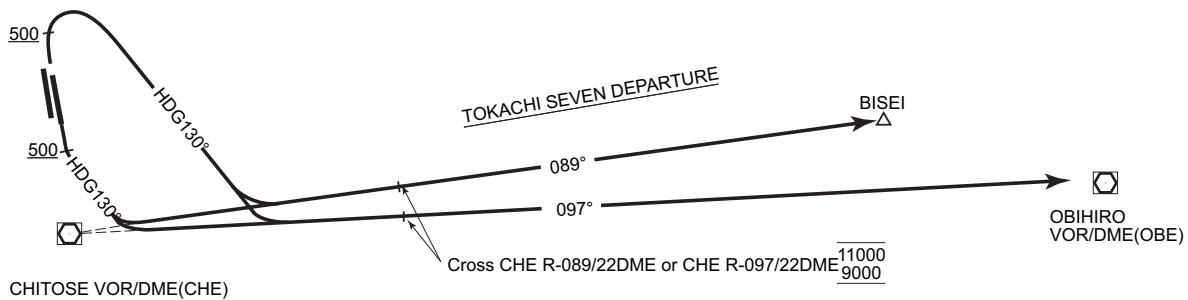 500
HDG130°
TOKACHI SEVEN DEPARTURE
BISEI
500
HDG130°
089°
097°
OBIHIRO
VOR/DME(OBE)
Cross CHE R-089/22DME or CHE R-097/22DME
11000
9000
CHITOSE VOR/DME(CHE)